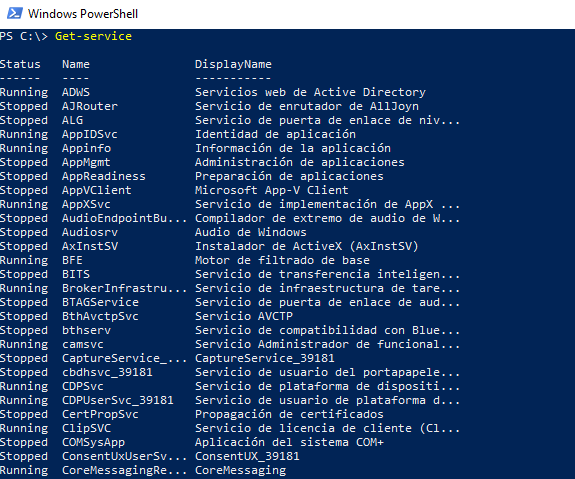 Windows PowerShell
PS C:\> Get-service
Status Name DisplayName
------ ---- -----------
Running ADWS Servicios web de Active Directory
Stopped AJRouter Servicio de enrutador de AllJoyn
Stopped ALG Servicio de puerta de enlace de niv...
Running AppIDSvc Identidad de aplicación
Running Appinfo Información de la aplicación
Stopped AppMgmt Administración de aplicaciones
Stopped AppReadiness Preparación de aplicaciones
Stopped AppVClient Microsoft App-V Client
Running AppXSvc Servicio de implementación de AppX ...
Stopped AudioEndpointBu... Compilador de extremo de audio de W...
Stopped Audiosrv Audio de Windows
Stopped AxInstSV Instalador de ActiveX (AxInstSV)
Running BFE Motor de filtrado de base
Stopped BITS Servicio de transferencia inteligen...
Running BrokerInfrastru... Servicio de infraestructura de tare...
Stopped BTAGService Servicio de puerta de enlace de aud...
Stopped BthAvctpSvc Servicio AVCTP
Stopped bthserv Servicio de compatibilidad con Blue...
Running camsvc Servicio Administrador de funcional...
Stopped CaptureService_... CaptureService_39181
Stopped cbdhsvc_39181 Servicio de usuario del portapapele...
Running CDPSvc Servicio de plataforma de dispositi...
Running CDPUserSvc_39181 Servicio de usuario de plataforma d...
Stopped CertPropSvc Propagación de certificados
Running ClipSVC Servicio de licencia de cliente (Cl...
Stopped COMSysApp Aplicación del sistema COM+
Stopped ConsentUxUserSv... ConsentUX_39181
Running CoreMessagingRe... CoreMessaging